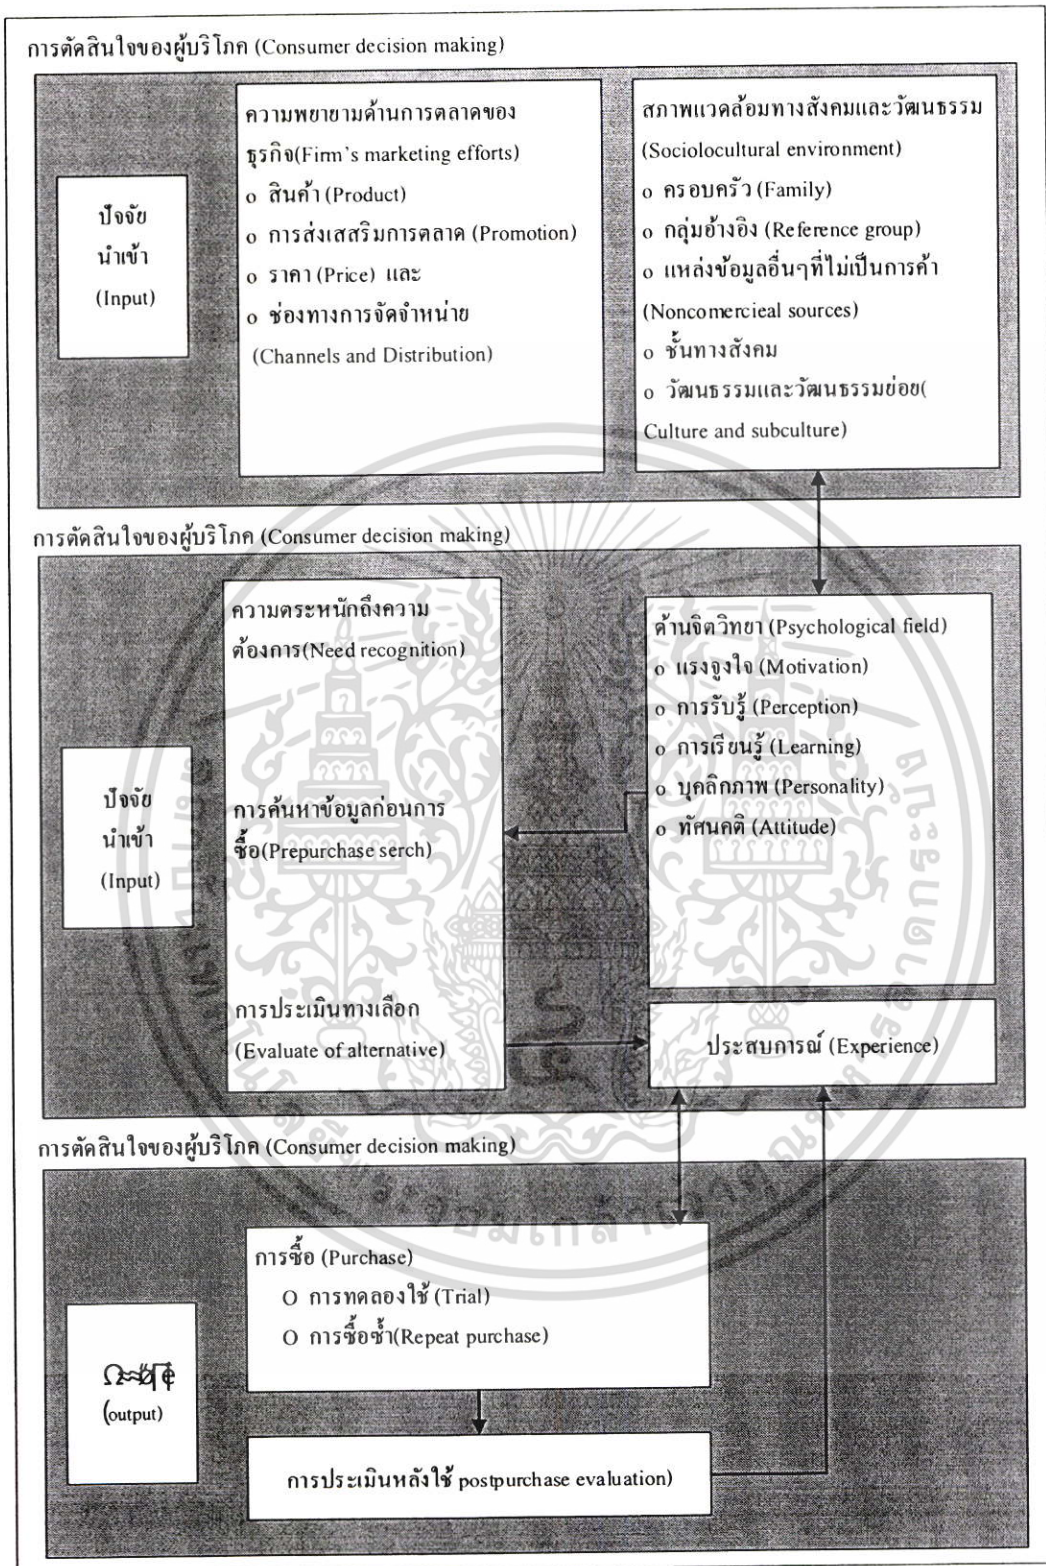 การตัดสินใจของผู้บริโภค (Consumer decision making)
ปัจจัย
นำเข้า
(Input)
ความพยายามด้านการตลาดของ
ธุรกิจ(Firm's marketing efforts)
o สินค้า (Product)
o การส่งเสสริมการตลาด (Promotion)
o ราคา (Price) และ
o ช่องทางการจัดจำหน่าย
(Channels and Distribution)
สภาพแวดล้อมทางสังคมและวัฒนธรรม
(Sociolocultural environment)
o ครอบครัว (Family)
o กลุ่มอ้างอิง (Reference group)
o แหล่งข้อมูลอื่นๆที่ไม่เป็นการค้า
(Noncomercieal sources)
o ชั้นทางสังคม
o วัฒนธรรมและวัฒนธรรมย่อย(
Culture and subculture)
การตัดสินใจของผู้บริโภค (Consumer decision making)
ปัจจัย
นำเข้า
(Input)
ความตระหนักถึงความ
ต้องการ(Need recognition)
การค้นหาข้อมูลก่อนการ
ซื้อ(Prepurchase serch)
การประเมินทางเลือก
(Evaluate of alternative)
ด้านจิตวิทยา (Psychological field)
o แรงจูงใจ (Motivation)
o การรับรู้ (Perception)
o การเรียนรู้ (Learning)
o บุคลิกภาพ (Personality)
o ทัศนคติ (Attitude)
ประสบการณ์ (Experience)
การตัดสินใจของผู้บริโภค (Consumer decision making)
(output)
การซื้อ (Purchase)
O การทดลองใช้ (Trial)
O การซื้อซ้ำ(Repeat purchase)
การประเมินหลังใช้ postpurchase evaluation)